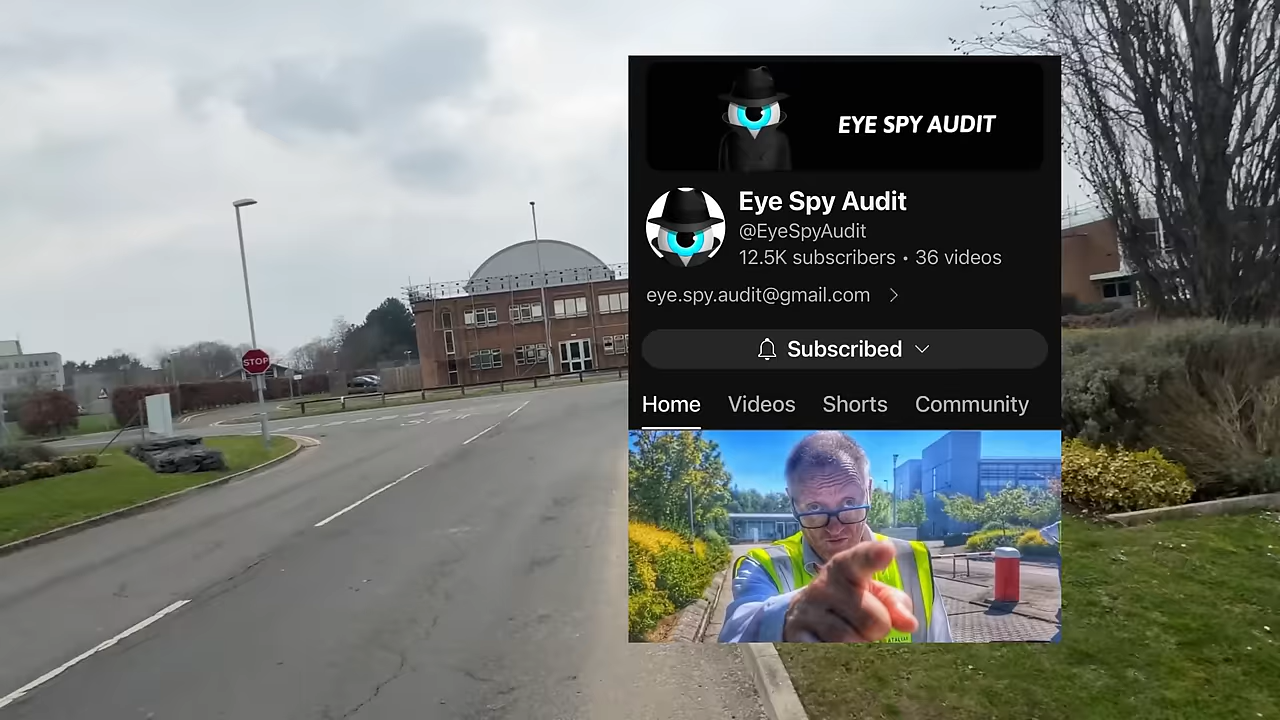 STOP
EYE SPY AUDIT
Eye Spy Audit
@EyeSpyAudit
12.5K subscribers • 36 videos
eye.spy.audit@gmail.com >
Subscribed
Home Videos Shorts Community